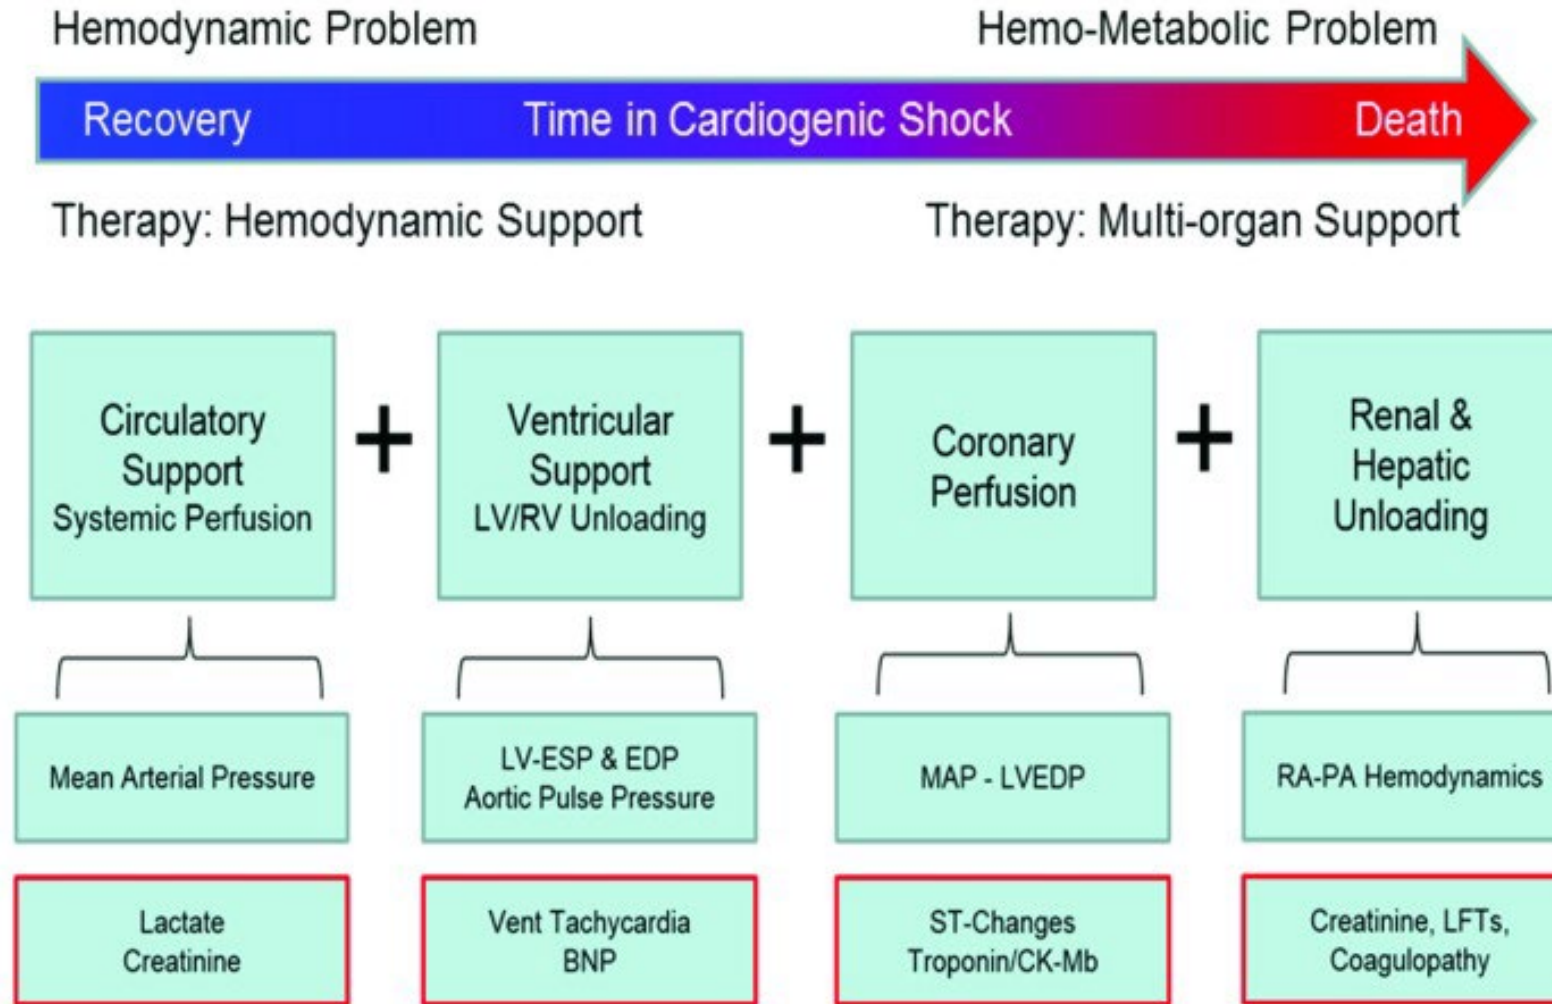 Hemodynamic Problem
Hemo-Metabolic Problem
Recovery
Time in Cardiogenic Shock
Death
Therapy: Hemodynamic Support
Therapy: Multi-organ Support
Circulatory
Support
Systemic Perfusion
+
Ventricular
Support
LV/RV Unloading
+
Coronary
Perfusion
+
Renal &
Hepatic
Unloading
Mean Arterial Pressure
LV-ESP & EDP
Aortic Pulse Pressure
MAP - LVEDP
RA-PA Hemodynamics
Lactate
Creatinine
Vent Tachycardia
BNP
ST-Changes
Troponin/CK-Mb
Creatinine, LFTs,
Coagulopathy